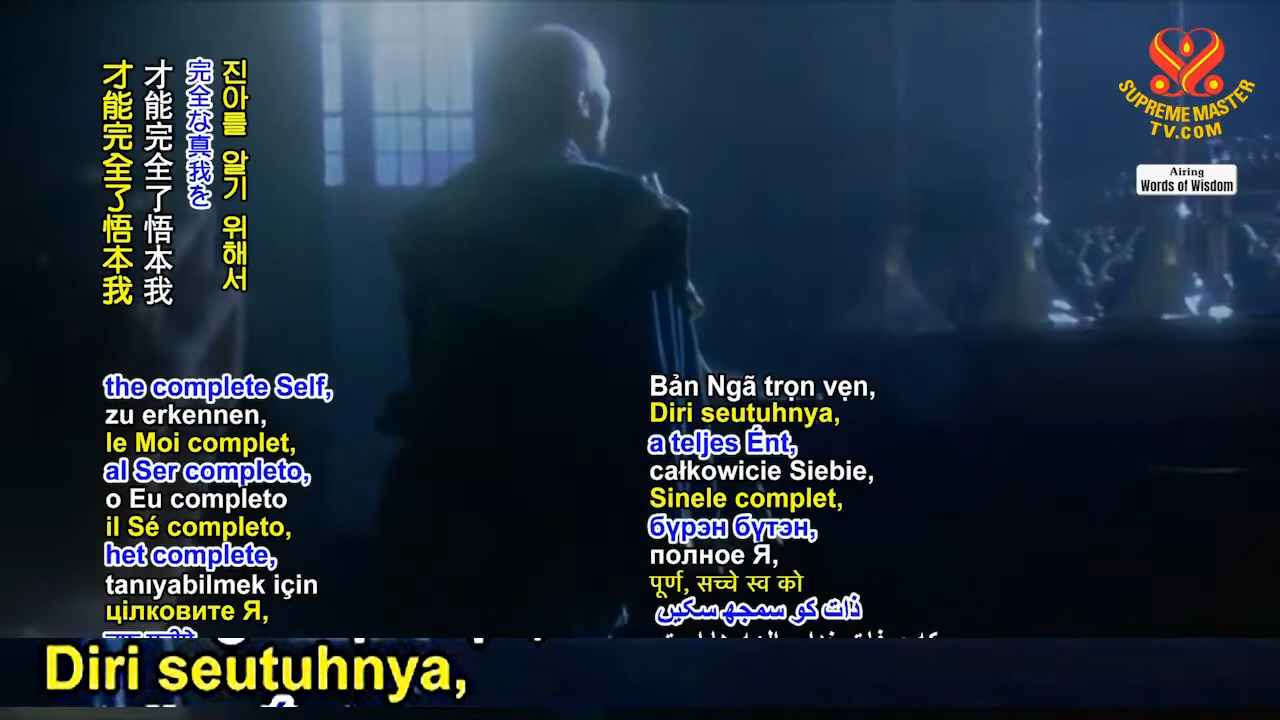 진아를 알기 위해서
完全な真我を
才能完全了悟本我
才能完全了悟本我
SUPREME MASTER
TV.COM
Airing
Words of Wisdom
the complete Self,
zu erkennen,
le Moi complet,
al Ser completo,
o Eu completo
il Sé completo,
het complete,
tanıyabilmek için
цілковите Я,
Bản Ngã trọn vẹn,
Diri seutuhnya,
a teljes Ént,
całkowicie Siebie,
Sinele complet,
бүрэн бүтэн,
полное Я,
पूर्ण, सच्चे स्व को
ذات کو سمجھ سکیں
Diri seutuhnya,